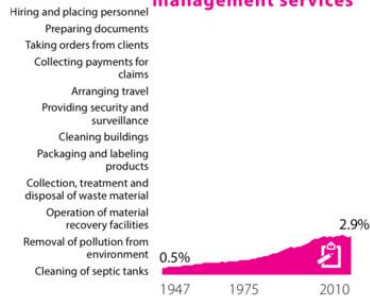 management services
Hiring and placing personnel
Preparing documents
Taking orders from clients
Collecting payments for
claims
Arranging travel
Providing security and
surveillance
Cleaning buildings
Packaging and labeling
products
Collection, treatment and
disposal of waste material
Operation of material
recovery facilities
Removal of pollution from
environment
Cleaning of septic tanks
0.5%
2.9%
1947
1975
2010